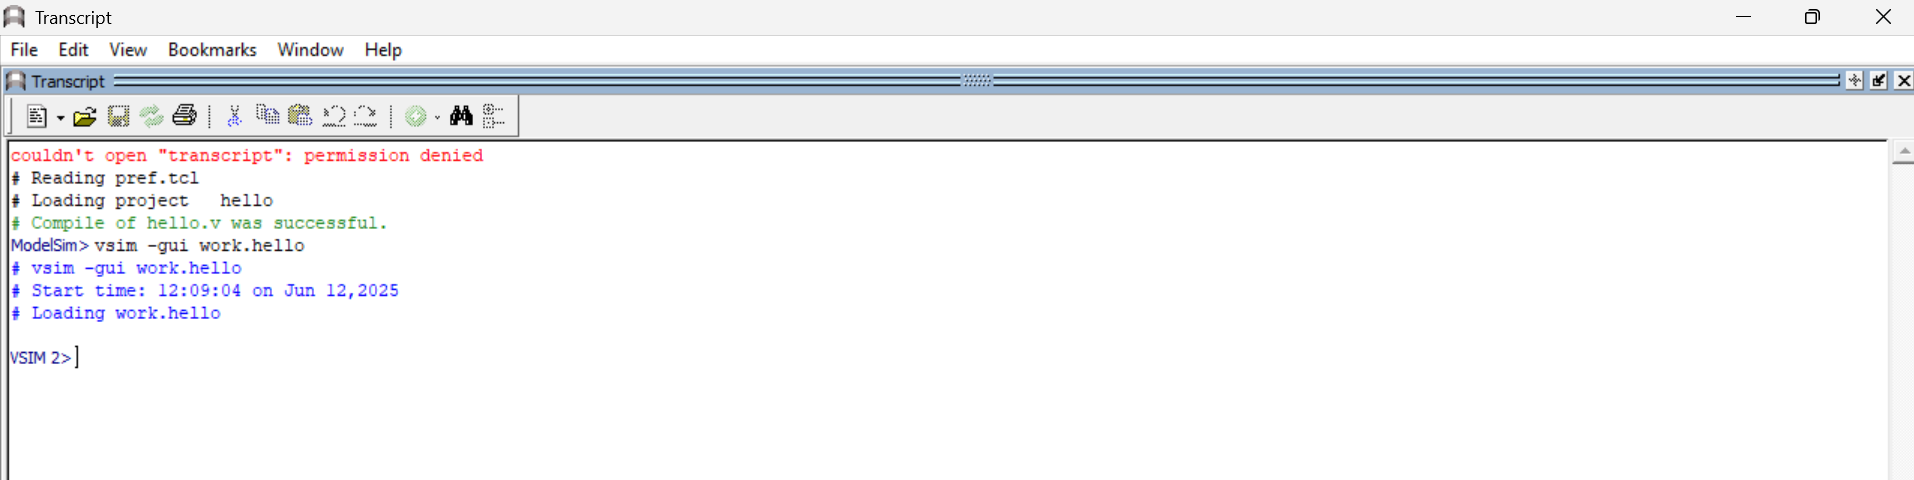 Transcript
File Edit View Bookmarks Window Help
Transcript
couldn't open "transcript": permission denied
# Reading pref.tcl
# Loading project   hello
# Compile of hello.v was successful.
ModelSim> vsim -gui work.hello
# vsim -gui work.hello
# Start time: 12:09:04 on Jun 12,2025
# Loading work.hello
VSIM 2>